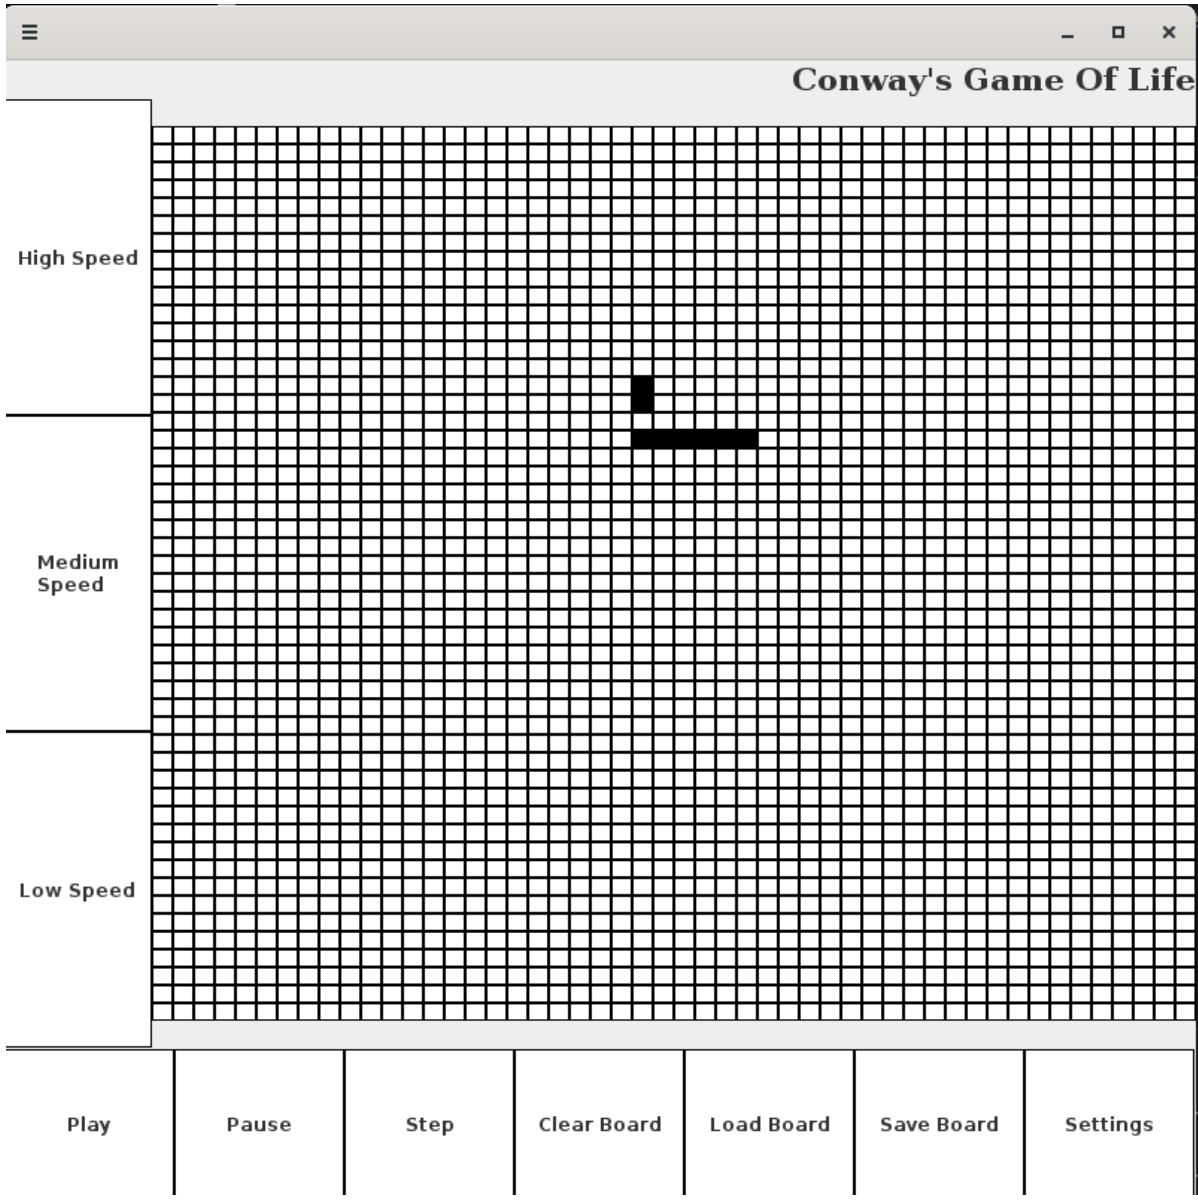 Conway's Game Of Life
High Speed
Medium
Speed
Low Speed
Play
Pause
Step
Clear Board
Load Board
Save Board
Settings